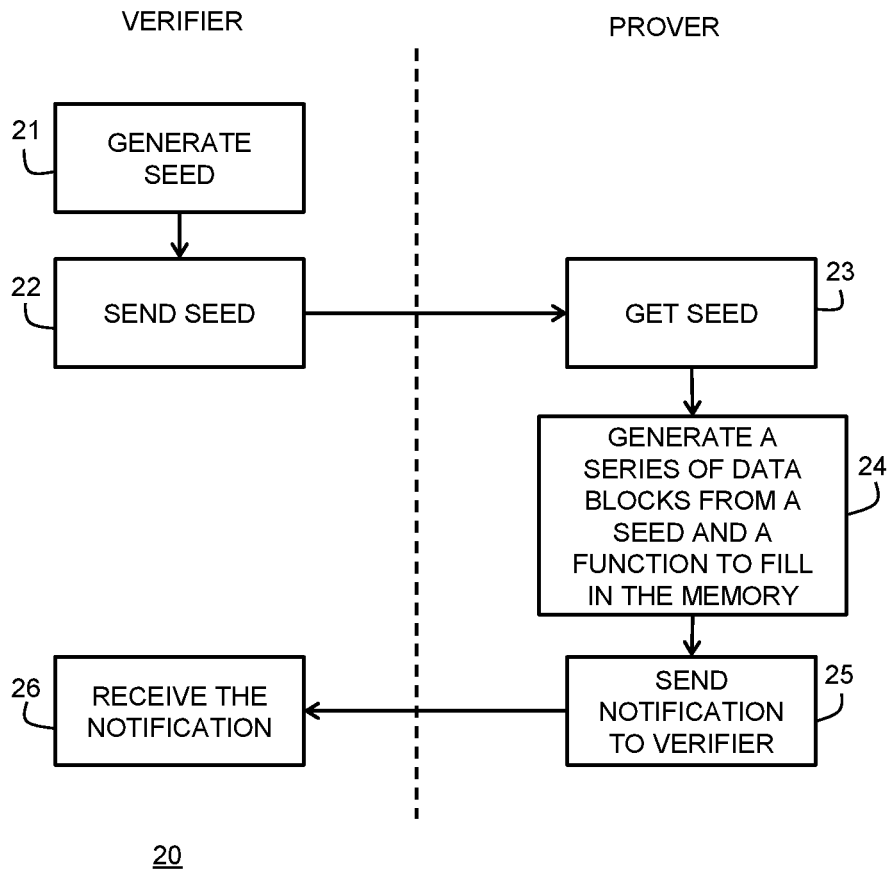 VERIFIER
PROVER
21
GENERATE
SEED
22
SEND SEED
23
GET SEED
24
GENERATE A
SERIES OF DATA
BLOCKS FROM A
SEED AND A
FUNCTION TO FILL
IN THE MEMORY
25
SEND
NOTIFICATION
TO VERIFIER
26
RECEIVE THE
NOTIFICATION
20